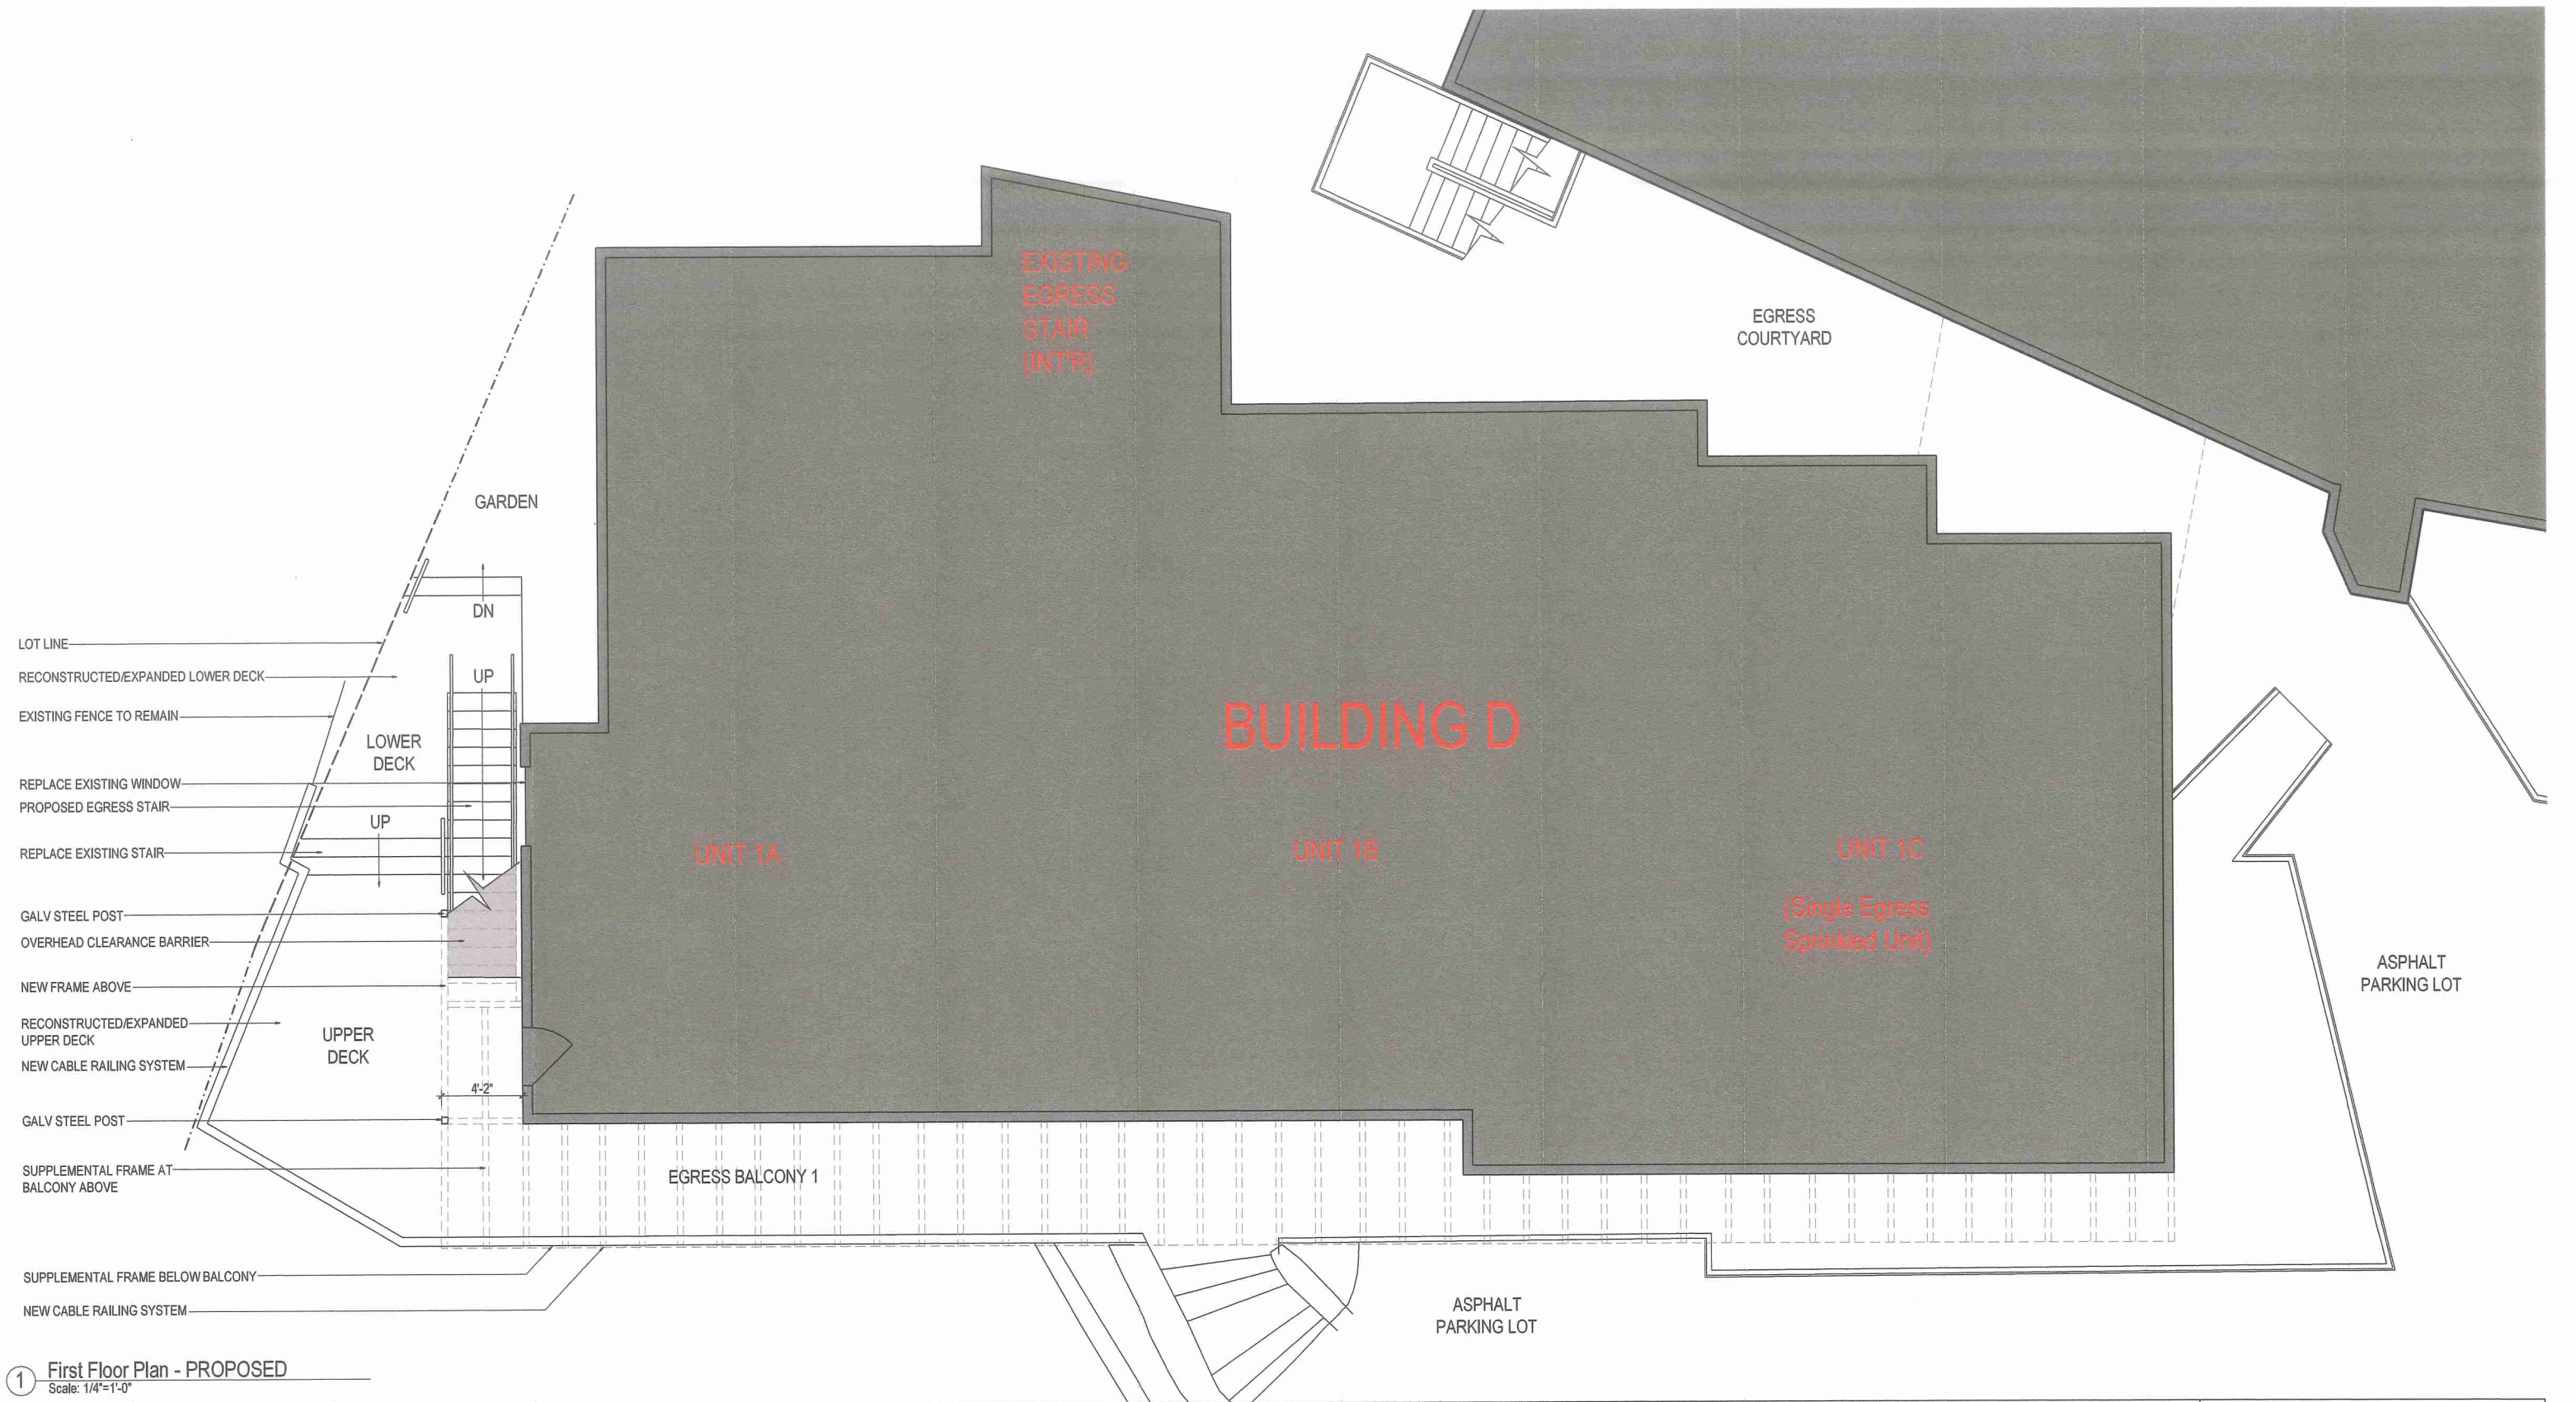 EXISTING
EGRESS
STAIR
(INT'R)
EGRESS
COURTYARD
GARDEN
DN
UP
LOT LINE
RECONSTRUCTED/EXPANDED LOWER DECK
EXISTING FENCE TO REMAIN
LOWER
DECK
REPLACE EXISTING WINDOW
PROPOSED EGRESS STAIR
UP
REPLACE EXISTING STAIR
GALV STEEL POST
OVERHEAD CLEARANCE BARRIER
NEW FRAME ABOVE
RECONSTRUCTED/EXPANDED
UPPER DECK
UPPER
DECK
NEW CABLE RAILING SYSTEM
4'-2"
GALV STEEL POST
SUPPLEMENTAL FRAME AT
BALCONY ABOVE
SUPPLEMENTAL FRAME BELOW BALCONY
NEW CABLE RAILING SYSTEM
BUILDING D
UNIT 1A
UNIT 1B
UNIT 1C
(Single Egress
Sprinkled Unit)
EGRESS BALCONY 1
ASPHALT
PARKING LOT
ASPHALT
PARKING LOT
1
First Floor Plan - PROPOSED
Scale: 1/4"=1'-0"